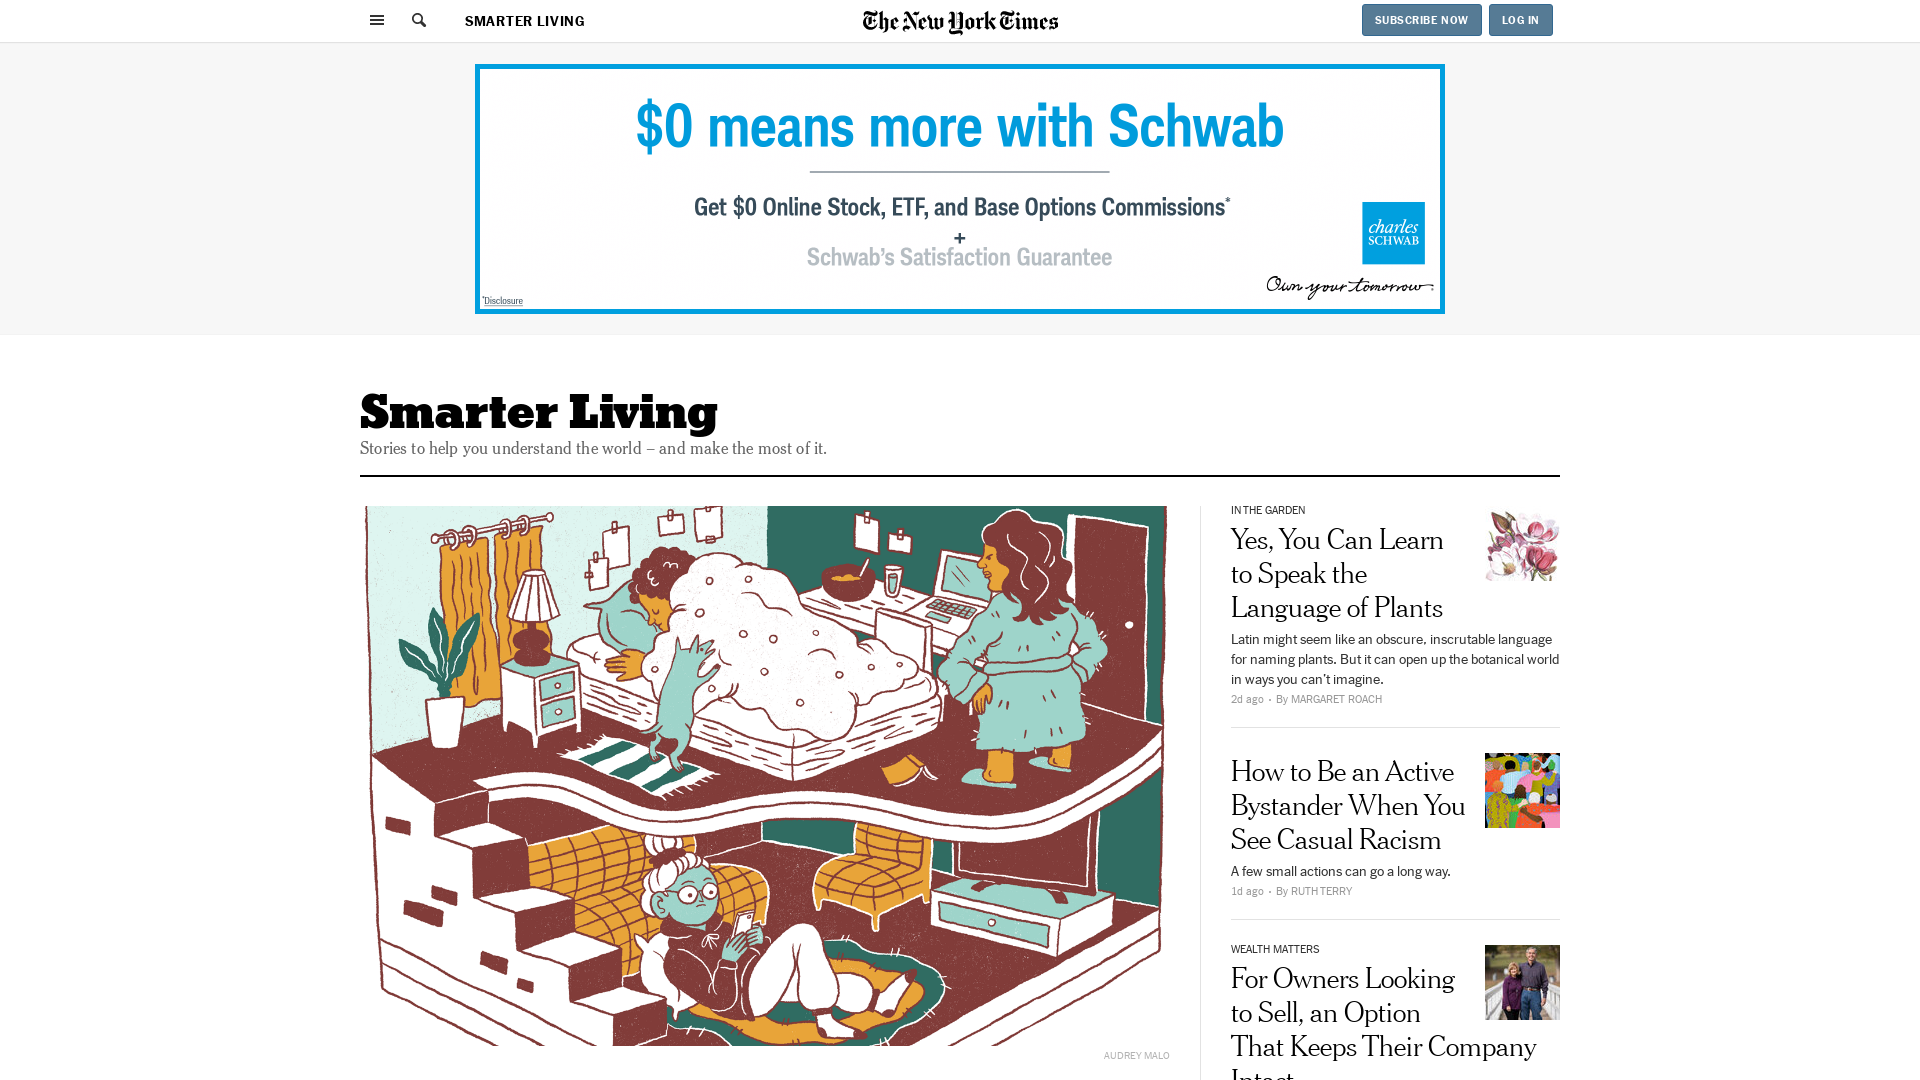 SMARTER LIVING
The New York Times
SUBSCRIBE NOW
LOG IN
$0 means more with Schwab
Get $0 Online Stock, ETF, and Base Options Commissions*
+
Schwab's Satisfaction Guarantee
charles
SCHWAB
Own your tomorrow.
*Disclosure
Smarter Living
Stories to help you understand the world – and make the most of it.
AUDREY MALO
IN THE GARDEN
Yes, You Can Learn
to Speak the
Language of Plants
Latin might seem like an obscure, inscrutable language
for naming plants. But it can open up the botanical world
in ways you can’t imagine.
2d ago • By MARGARET ROACH
How to Be an Active
Bystander When You
See Casual Racism
A few small actions can go a long way.
1d ago • By RUTH TERRY
WEALTH MATTERS
For Owners Looking
to Sell, an Option
That Keeps Their Company
Intact